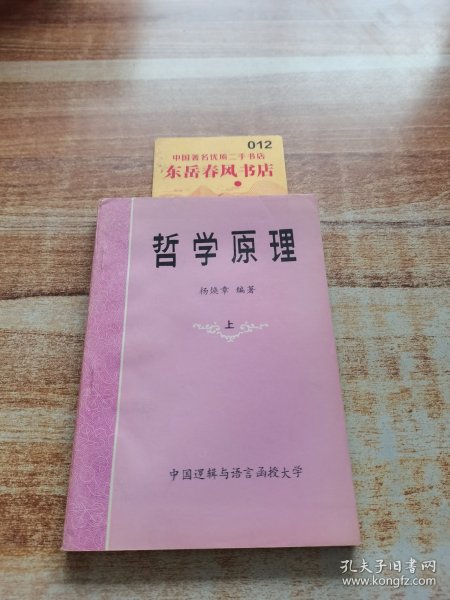 012
中国著名优质二手书店
东岳春风书店
哲学原理
杨焕章 编著
上
中国逻辑与语言函授大学
孔夫子旧书网
www.kongfz.com